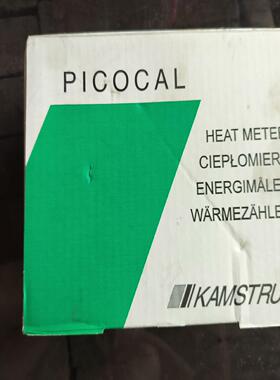 PICOCAL
HEAT METE
CIEPŁOMIER
ENERGIMÅLE
WÄRMEZÄHLE
KAMSTRU